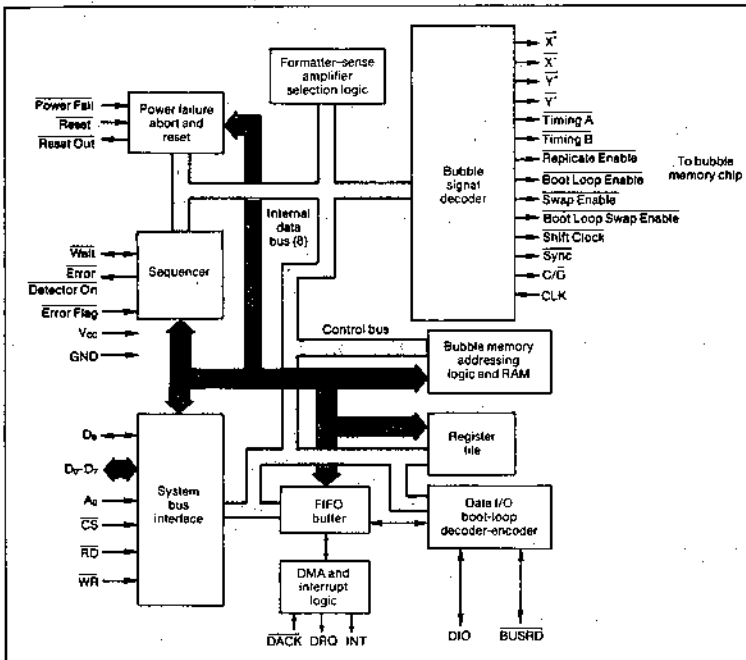 Formatter-sense
amplifier
selection logic
Power failure
abort and
reset
Power Fail
Reset
Reset Out
Bubble
signal
decoder
X⁺
X⁻
Y⁺
Y⁻
Timing A
Timing B
Replicate Enable
Boot Loop Enable
Swap Enable
Boot Loop Swap Enable
Shift Clock
Sync
C/D̅
CLK
To bubble
memory chip
Internal
data
bus (8)
Sequencer
Wait
Error
Detector On
Error Flag
VCC
GND
Control bus
Bubble memory
addressing
logic and RAM
Register
file
System
bus
interface
D₈
D₀-D₇
A₀
CS
RD
WR
FIFO
buffer
Data I/O
boot-loop
decoder-encoder
DMA and
interrupt
logic
DACK DRQ INT
DIO BUSRD